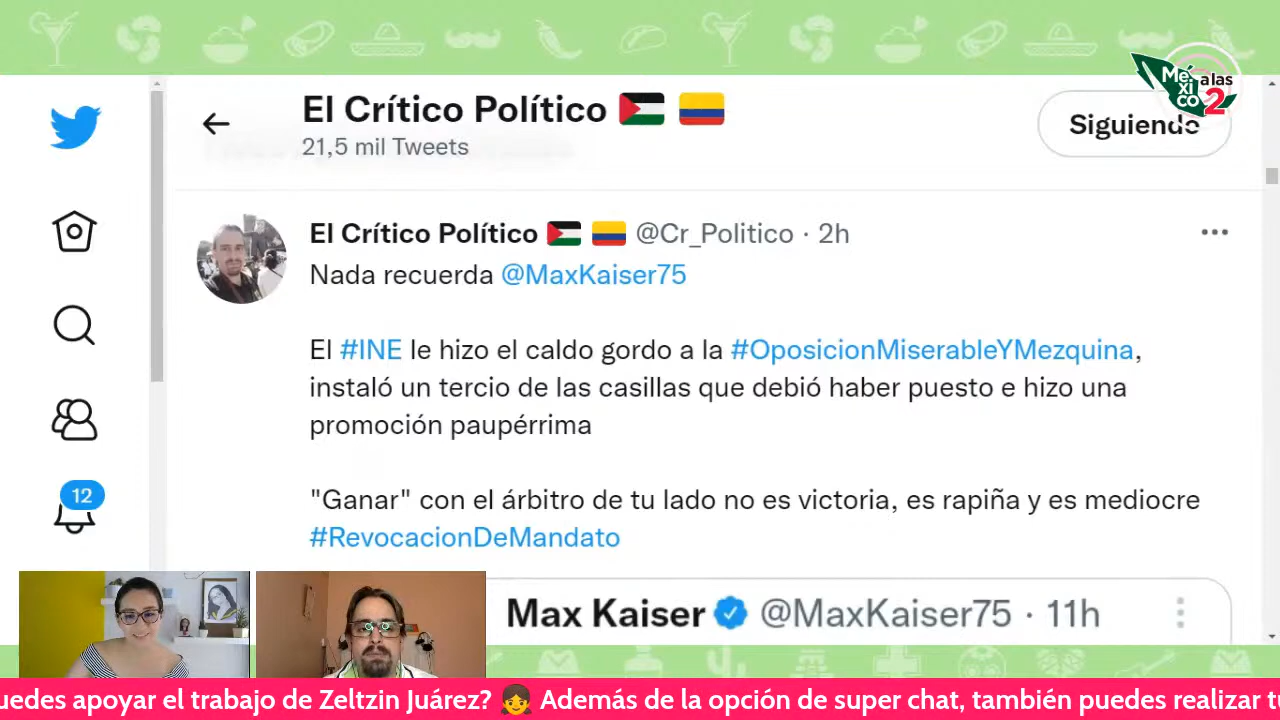 El Crítico Político
21,5 mil Tweets
México a las 2
Siguiendo
El Crítico Político @Cr_Politico · 2h
Nada recuerda @MaxKaiser75
El #INE le hizo el caldo gordo a la #OposicionMiserableYMezquina,
instaló un tercio de las casillas que debió haber puesto e hizo una
promoción paupérrima
"Ganar" con el árbitro de tu lado no es victoria, es rapiña y es mediocre
#RevocacionDeMandato
12
Max Kaiser @MaxKaiser75 · 11h
uedes apoyar el trabajo de Zeltzin Juárez? 👧 Además de la opción de super chat, también puedes realizar t